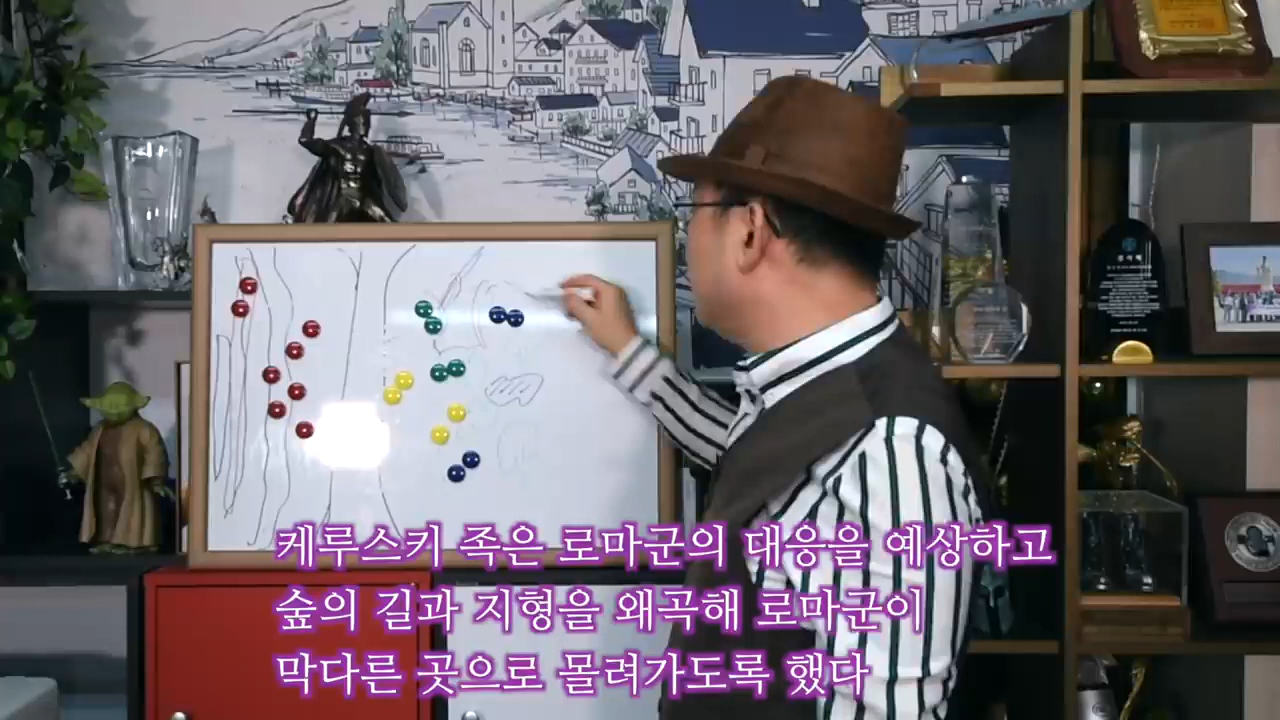 케루스키 족은 로마군의 대응을 예상하고
숲의 길과 지형을 왜곡해 로마군이
막다른 곳으로 몰려가도록 했다